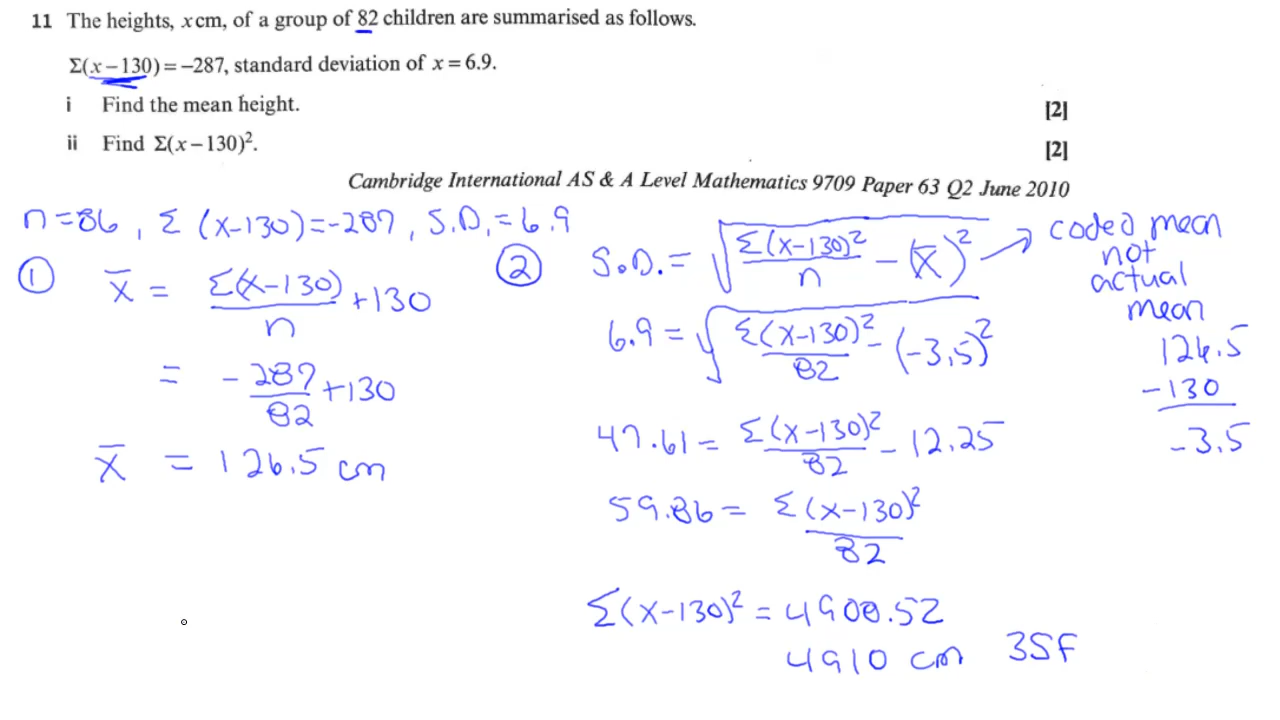 11 The heights, x cm, of a group of 82 children are summarised as follows.
Σ(x−130) = −287, standard deviation of x = 6.9.
i Find the mean height. [2]
ii Find Σ(x−130)². [2]
Cambridge International AS & A Level Mathematics 9709 Paper 63 Q2 June 2010
n=86, Σ (x-130)=-287, S.D.=6.9
①
x̄ = Σ(x-130)/n +130
= -287/82 +130
x̄ = 126.5 cm
②
S.D. = √(Σ(x-130)²/n - (x̄)²) → coded mean
not
actual
mean
6.9 = √(Σ(x-130)²/82 - (-3.5)²)
126.5
-130
-3.5
47.61 = Σ(x-130)²/82 - 12.25
59.86 = Σ(x-130)²/82
Σ(x-130)² = 4908.52
4910 cm 3SF